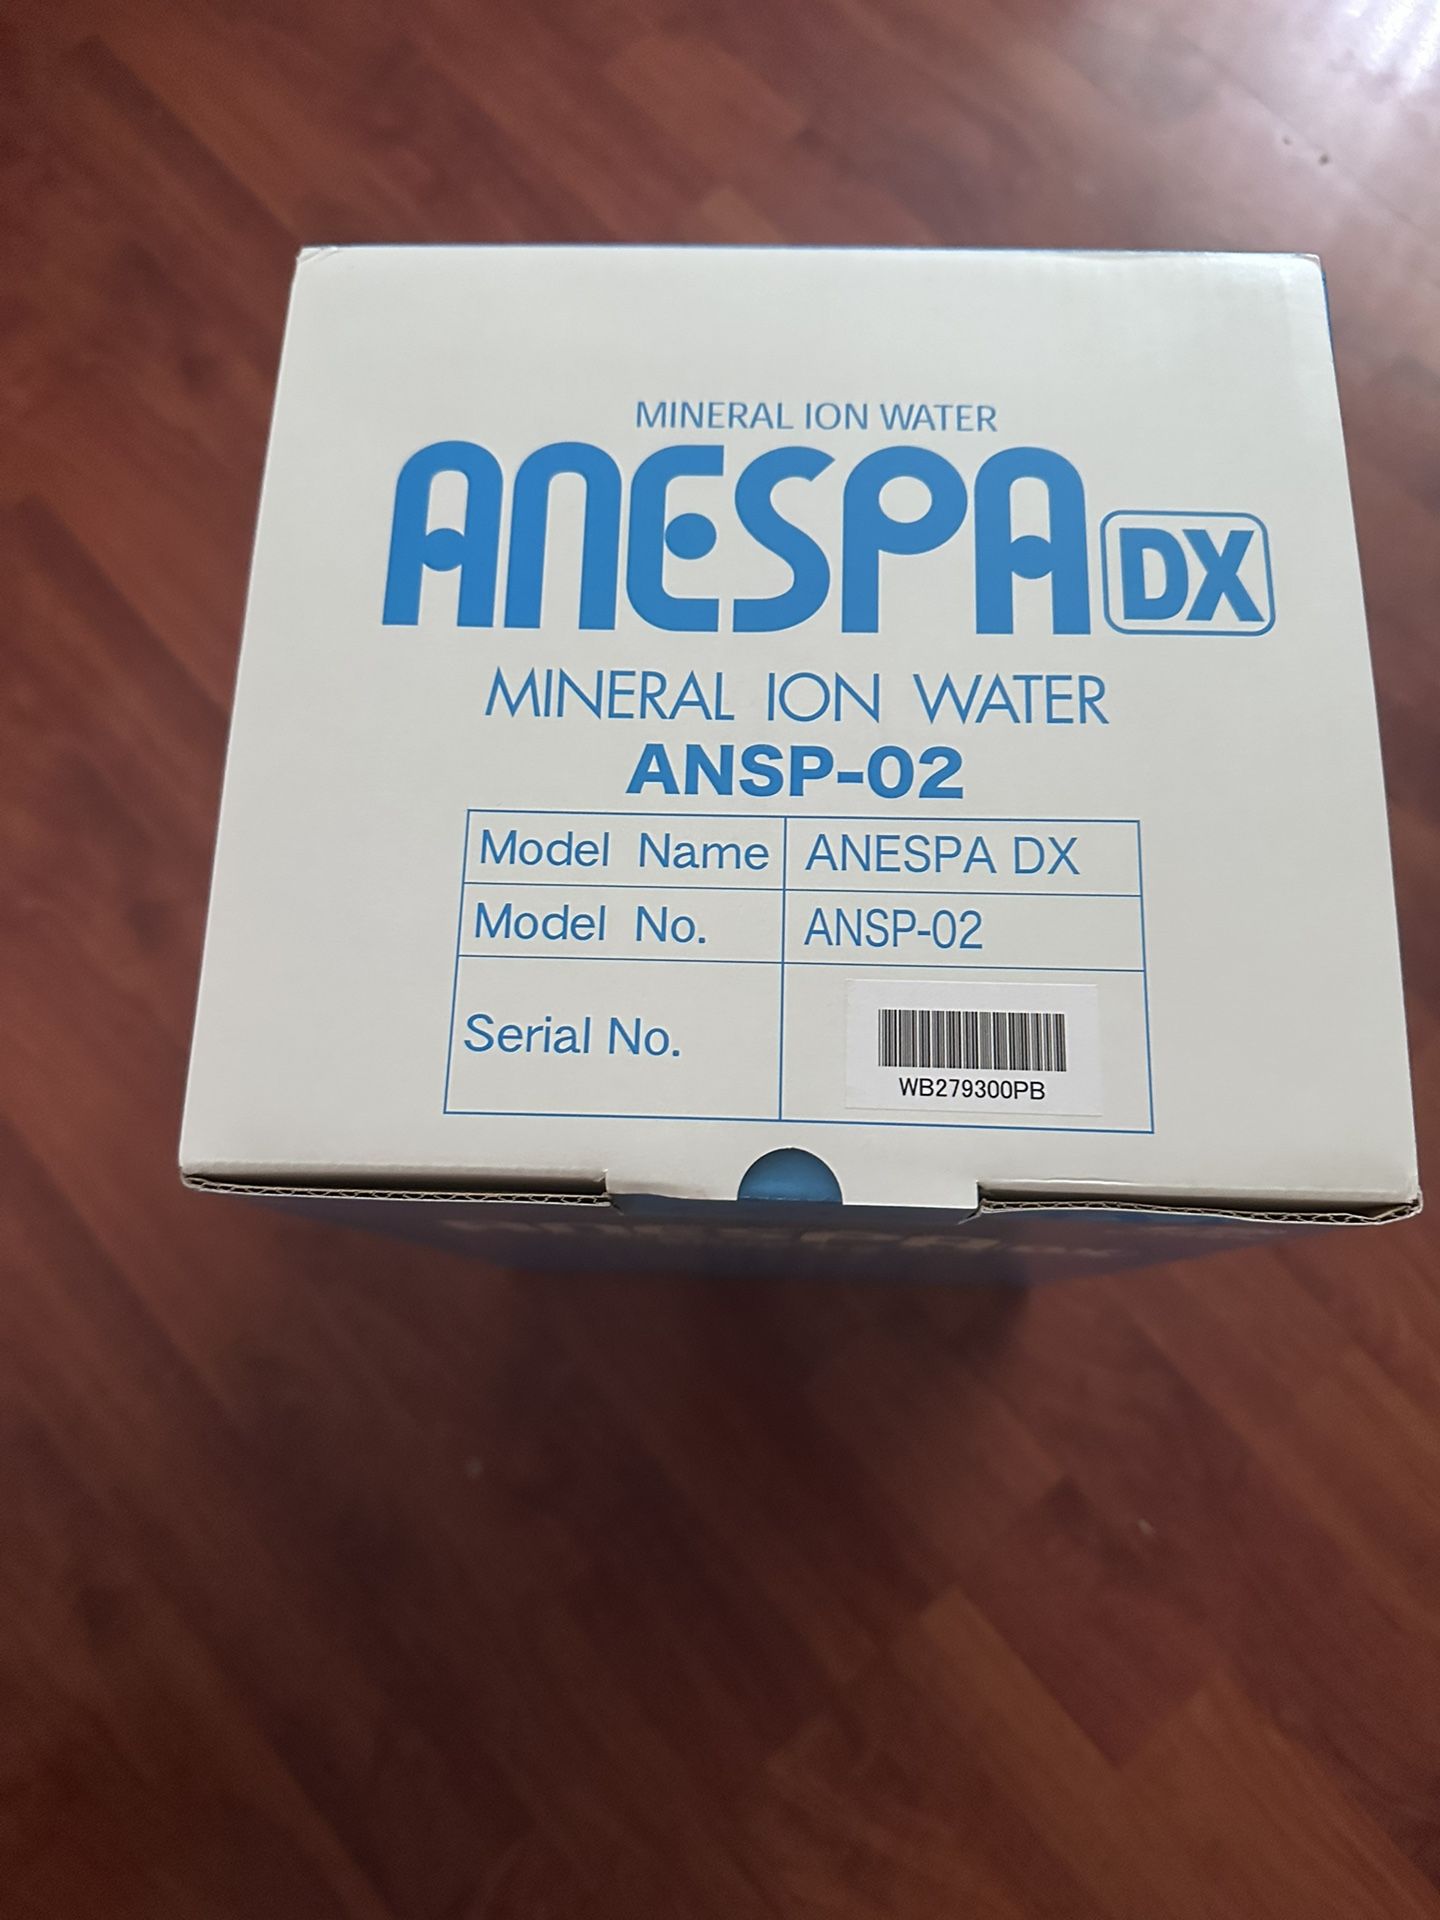 MINERAL ION WATER
ANESPA DX
MINERAL ION WATER
ANSP-02
Model Name ANESPA DX
Model No. ANSP-02
Serial No. WB279300PB